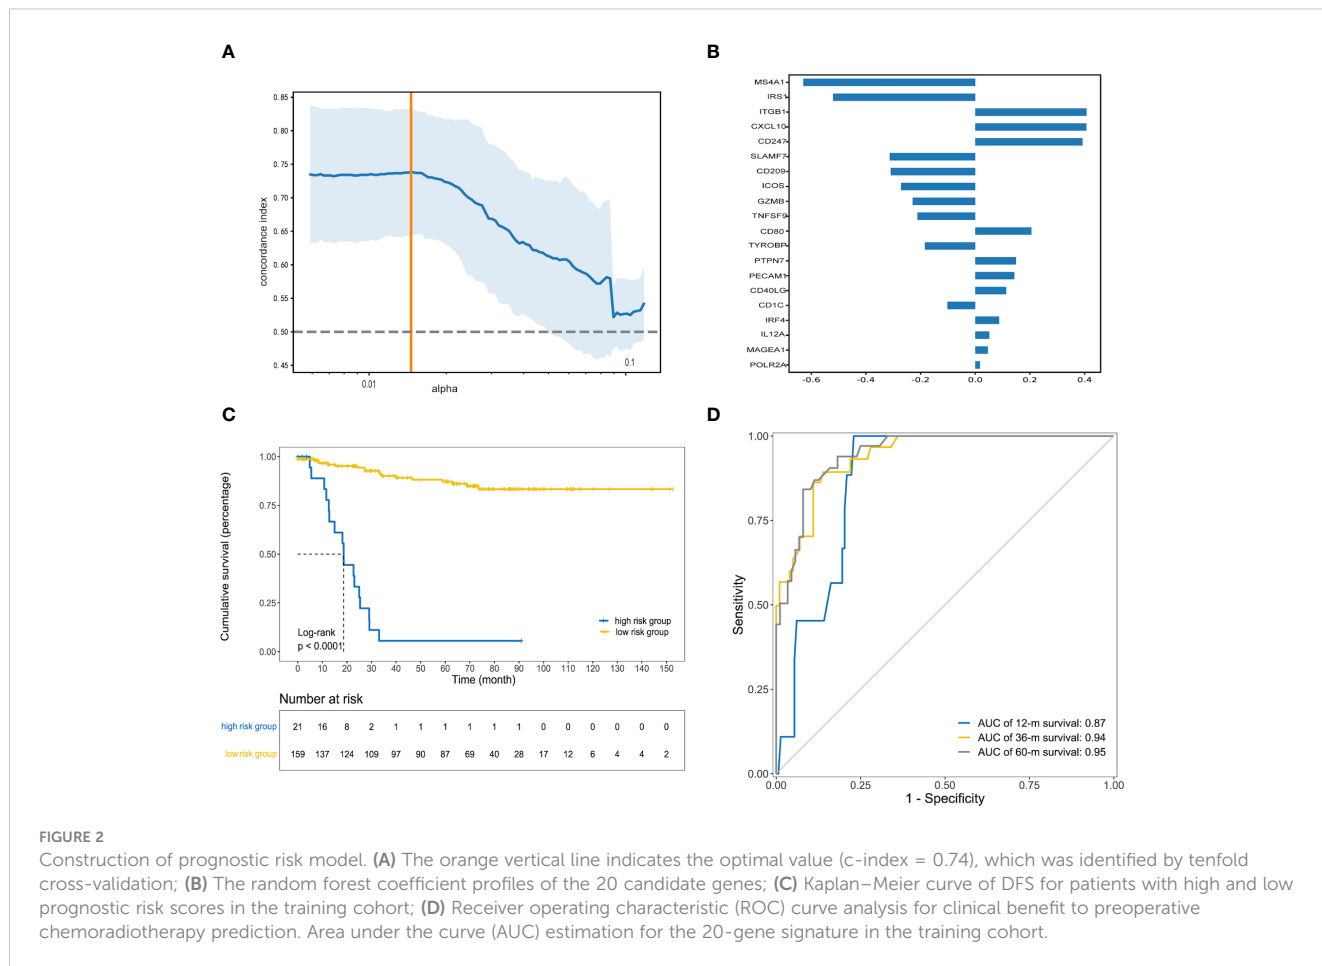 A
0.85
0.80
0.75
0.70
0.65
0.60
0.55
0.50
0.45
concordance index
0.01
0.1
alpha
B
MS4A1
IRS1
ITGB1
CXCL10
CD247
SLAMF7
CD209
ICOS
GZMB
TNFSF9
CD80
TYROBP
PTPN7
PECAM1
CD40LG
CD1C
IRF4
IL12A
MAGEA1
POLR2A
-0.6 -0.4 -0.2 0.0 0.2 0.4
C
Cumulative survival (percentage)
1.00
0.75
0.50
0.25
0.00
Log-rank
p < 0.0001
high risk group
low risk group
0 10 20 30 40 50 60 70 80 90 100 110 120 130 140 150
Time (month)
Number at risk
high risk group 21 16 8 2 1 1 1 1 1 1 0 0 0 0 0 0
low risk group 159 137 124 109 97 90 87 69 40 28 17 12 6 4 4 2
D
Sensitivity
1.00
0.75
0.50
0.25
0.00
AUC of 12-m survival: 0.87
AUC of 36-m survival: 0.94
AUC of 60-m survival: 0.95
0.00 0.25 0.50 0.75 1.00
1 - Specificity
FIGURE 2
Construction of prognostic risk model. (A) The orange vertical line indicates the optimal value (c-index = 0.74), which was identified by tenfold
cross-validation; (B) The random forest coefficient profiles of the 20 candidate genes; (C) Kaplan–Meier curve of DFS for patients with high and low
prognostic risk scores in the training cohort; (D) Receiver operating characteristic (ROC) curve analysis for clinical benefit to preoperative
chemoradiotherapy prediction. Area under the curve (AUC) estimation for the 20-gene signature in the training cohort.